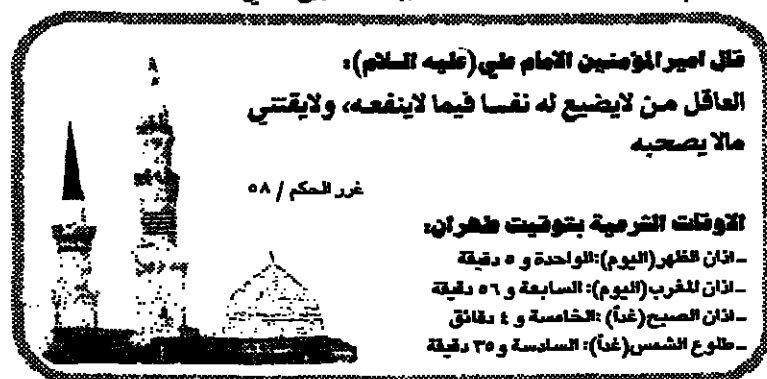 قال امير المؤمنين الامام علي (عليه السلام):
العاقل من لايضيع له نفسا فيما لاينفعه، ولايقتني
مالا يصحبه
غرر الحكم / ٥٨
الاوقات الشرعية بتوقيت طهران:
ـ اذان الظهر (اليوم): الواحدة و ٥ دقيقة
ـ اذان المغرب (اليوم): السابعة و ٥٦ دقيقة
ـ اذان الصبح (غداً): الخامسة و ٤ دقائق
ـ طلوع الشمس (غداً): السادسة و ٣٥ دقيقة